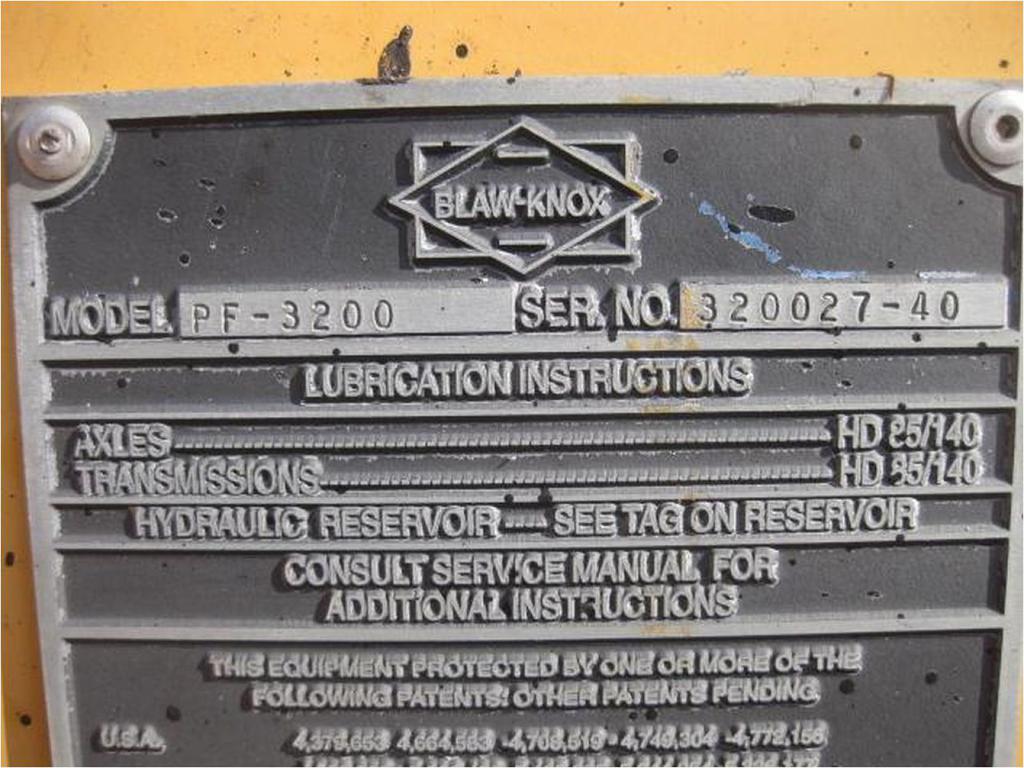 BLAW-KNOX
MODEL PF-3200 SER. NO. 320027-40
LUBRICATION INSTRUCTIONS
AXLES HD 85/140
TRANSMISSIONS HD 85/140
HYDRAULIC RESERVOIR ---- SEE TAG ON RESERVOIR
CONSULT SERVICE MANUAL FOR
ADDITIONAL INSTRUCTIONS
THIS EQUIPMENT PROTECTED BY ONE OR MORE OF THE
FOLLOWING PATENTS: OTHER PATENTS PENDING
U.S.A.